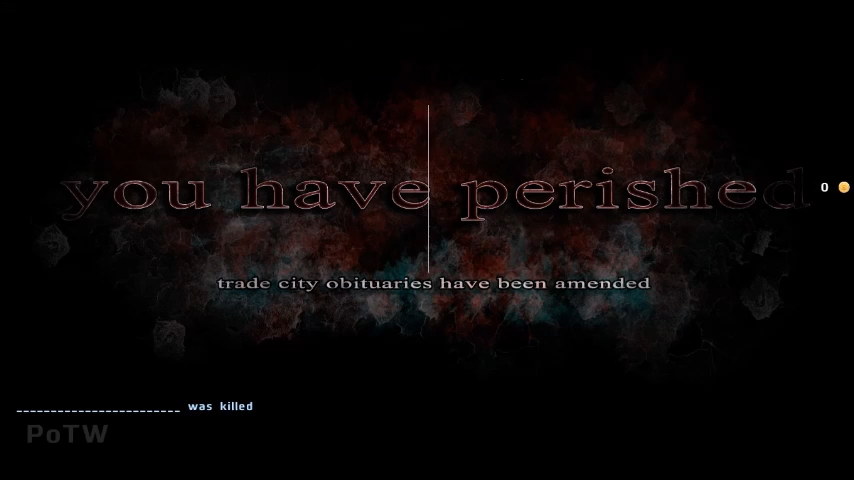 you have perished
0
trade city obituaries have been amended
________________________ was killed
PoTW